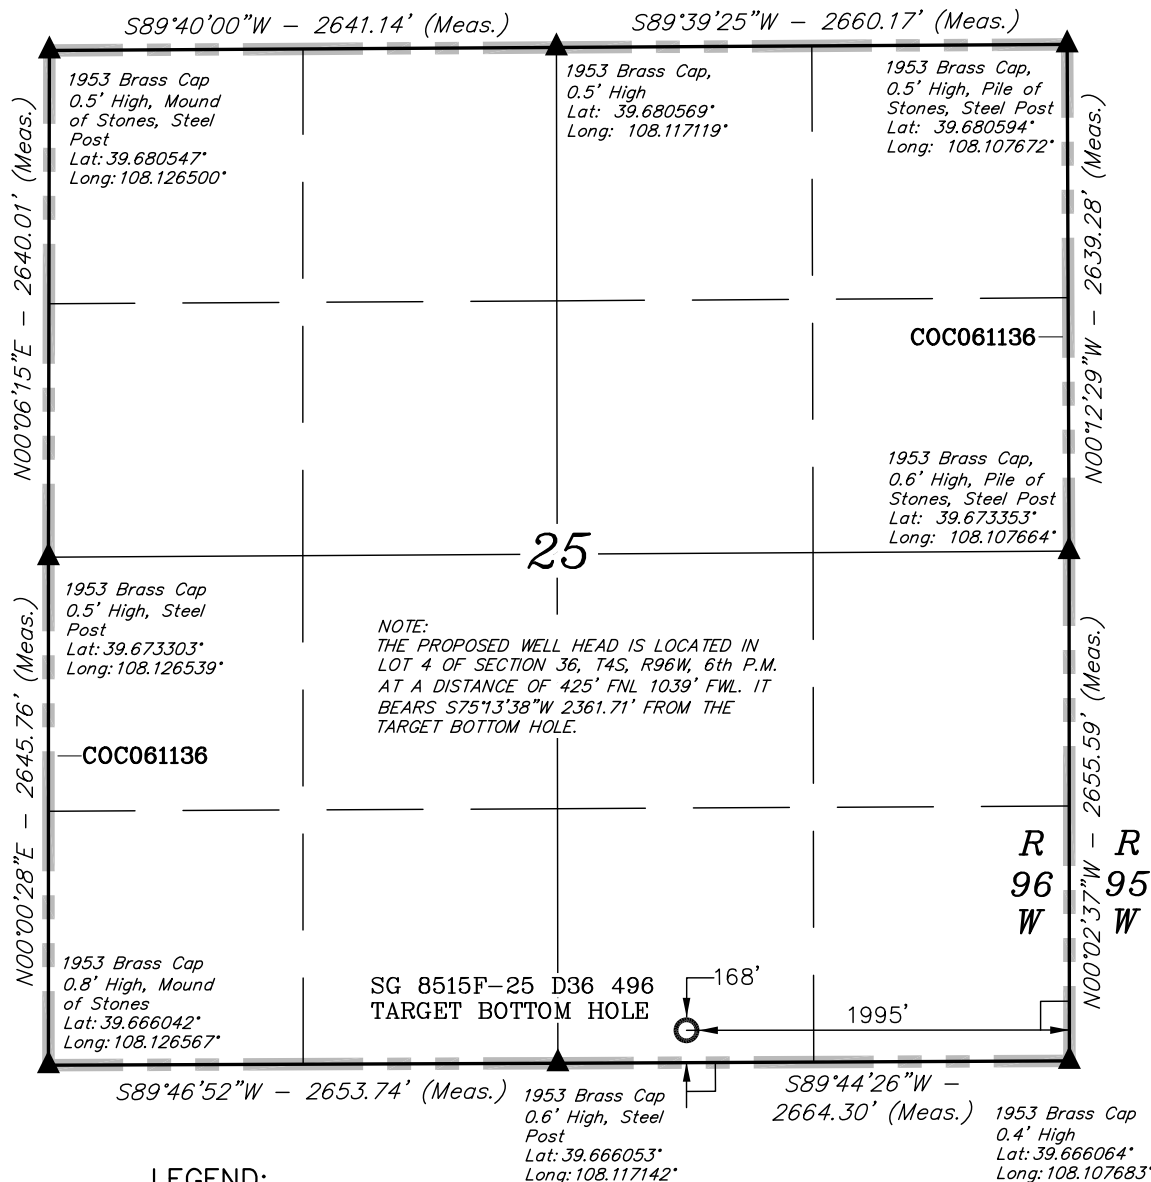 S89°40'00"W – 2641.14' (Meas.)
S89°39'25"W – 2660.17' (Meas.)
1953 Brass Cap
0.5' High, Mound
of Stones, Steel
Post
Lat: 39.680547°
Long: 108.126500°
1953 Brass Cap,
0.5' High
Lat: 39.680569°
Long: 108.117119°
1953 Brass Cap,
0.5' High, Pile of
Stones, Steel Post
Lat: 39.680594°
Long: 108.107672°
N00°06'15"E – 2640.01' (Meas.)
N00°12'29"W – 2639.28' (Meas.)
COC061136
1953 Brass Cap,
0.6' High, Pile of
Stones, Steel Post
Lat: 39.673353°
Long: 108.107664°
25
1953 Brass Cap
0.5' High, Steel
Post
Lat: 39.673303°
Long: 108.126539°
NOTE:
THE PROPOSED WELL HEAD IS LOCATED IN
LOT 4 OF SECTION 36, T4S, R96W, 6th P.M.
AT A DISTANCE OF 425' FNL 1039' FWL. IT
BEARS S75°13'38"W 2361.71' FROM THE
TARGET BOTTOM HOLE.
N00°00'28"E – 2645.76' (Meas.)
N00°02'37"W – 2655.59' (Meas.)
COC061136
R
96
W
R
95
W
1953 Brass Cap
0.8' High, Mound
of Stones
Lat: 39.666042°
Long: 108.126567°
SG 8515F-25 D36 496
TARGET BOTTOM HOLE
168'
1995'
S89°46'52"W – 2653.74' (Meas.)
1953 Brass Cap
0.6' High, Steel
Post
Lat: 39.666053°
Long: 108.117142°
S89°44'26"W –
2664.30' (Meas.)
1953 Brass Cap
0.4' High
Lat: 39.666064°
Long: 108.107683°
LEGEND: